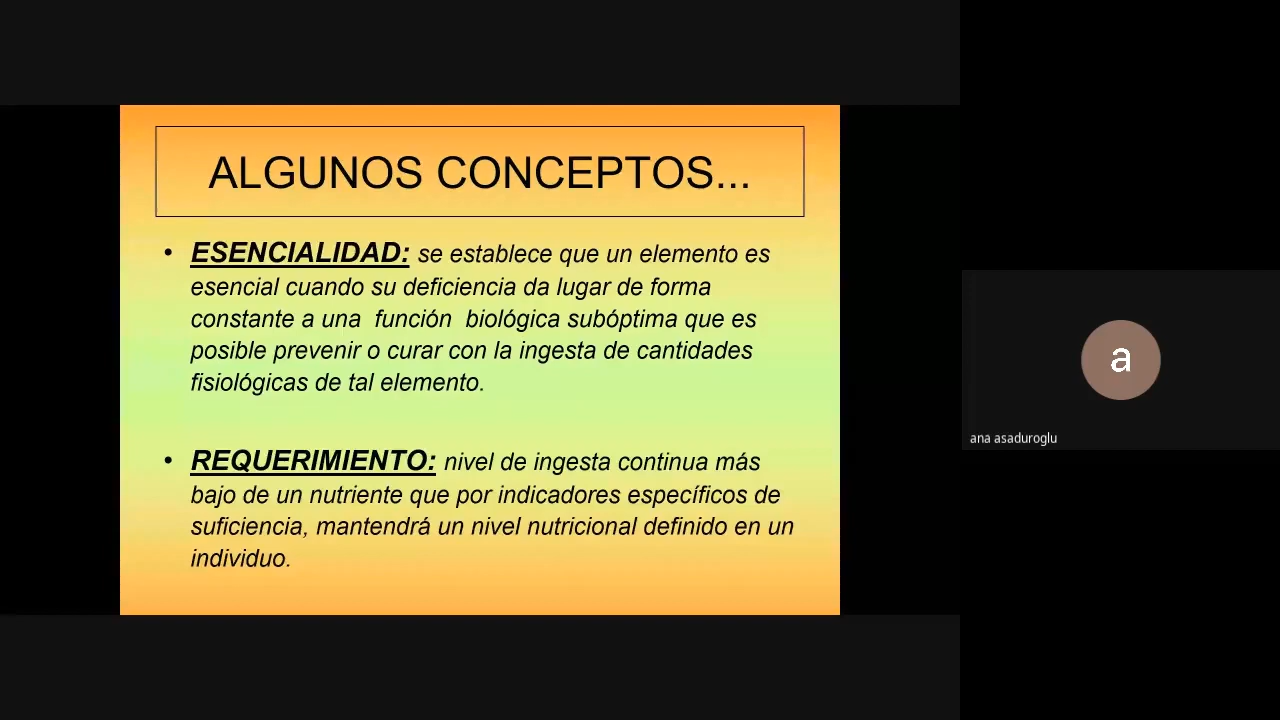 ALGUNOS CONCEPTOS...
• ESENCIALIDAD: se establece que un elemento es
esencial cuando su deficiencia da lugar de forma
constante a una función biológica subóptima que es
posible prevenir o curar con la ingesta de cantidades
fisiológicas de tal elemento.
• REQUERIMIENTO: nivel de ingesta continua más
bajo de un nutriente que por indicadores específicos de
suficiencia, mantendrá un nivel nutricional definido en un
individuo.
a
ana asaduroglu